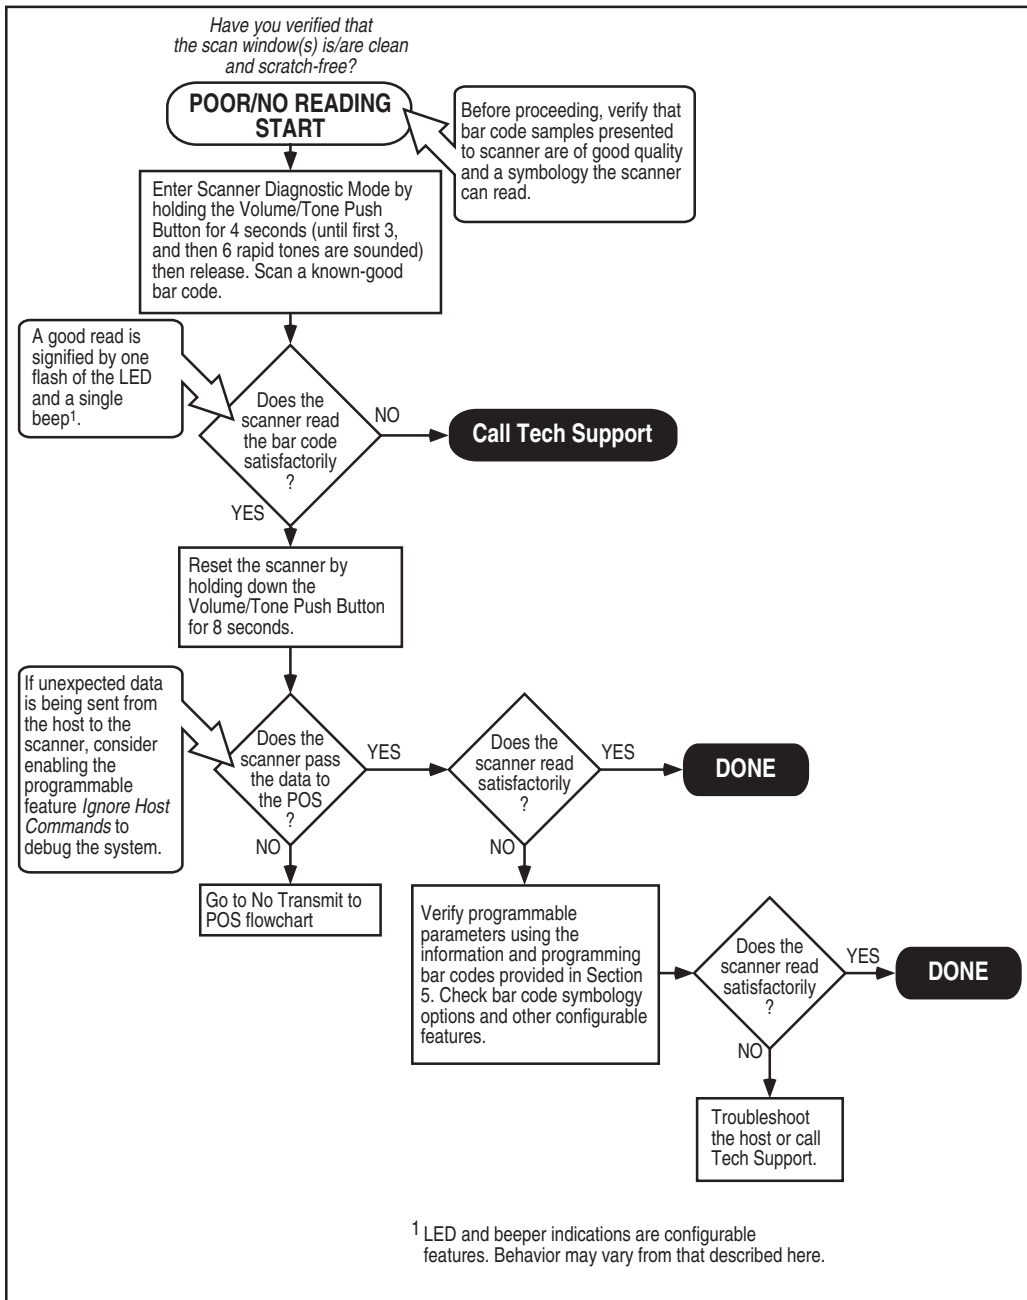 Have you verified that
the scan window(s) is/are clean
and scratch-free?
POOR/NO READING
START
Before proceeding, verify that
bar code samples presented
to scanner are of good quality
and a symbology the scanner
can read.
Enter Scanner Diagnostic Mode by
holding the Volume/Tone Push
Button for 4 seconds (until first 3,
and then 6 rapid tones are sounded)
then release. Scan a known-good
bar code.
A good read is
signified by one
flash of the LED
and a single
beep1.
Does the
scanner read
the bar code
satisfactorily
?
NO
Call Tech Support
YES
Reset the scanner by
holding down the
Volume/Tone Push Button
for 8 seconds.
If unexpected data
is being sent from
the host to the
scanner, consider
enabling the
programmable
feature Ignore Host
Commands to
debug the system.
Does the
scanner pass
the data to
the POS
?
YES
Does the
scanner read
satisfactorily
?
YES
DONE
NO
Go to No Transmit to
POS flowchart
NO
Verify programmable
parameters using the
information and programming
bar codes provided in Section
5. Check bar code symbology
options and other configurable
features.
Does the
scanner read
satisfactorily
?
YES
DONE
NO
Troubleshoot
the host or call
Tech Support.
1 LED and beeper indications are configurable
features. Behavior may vary from that described here.